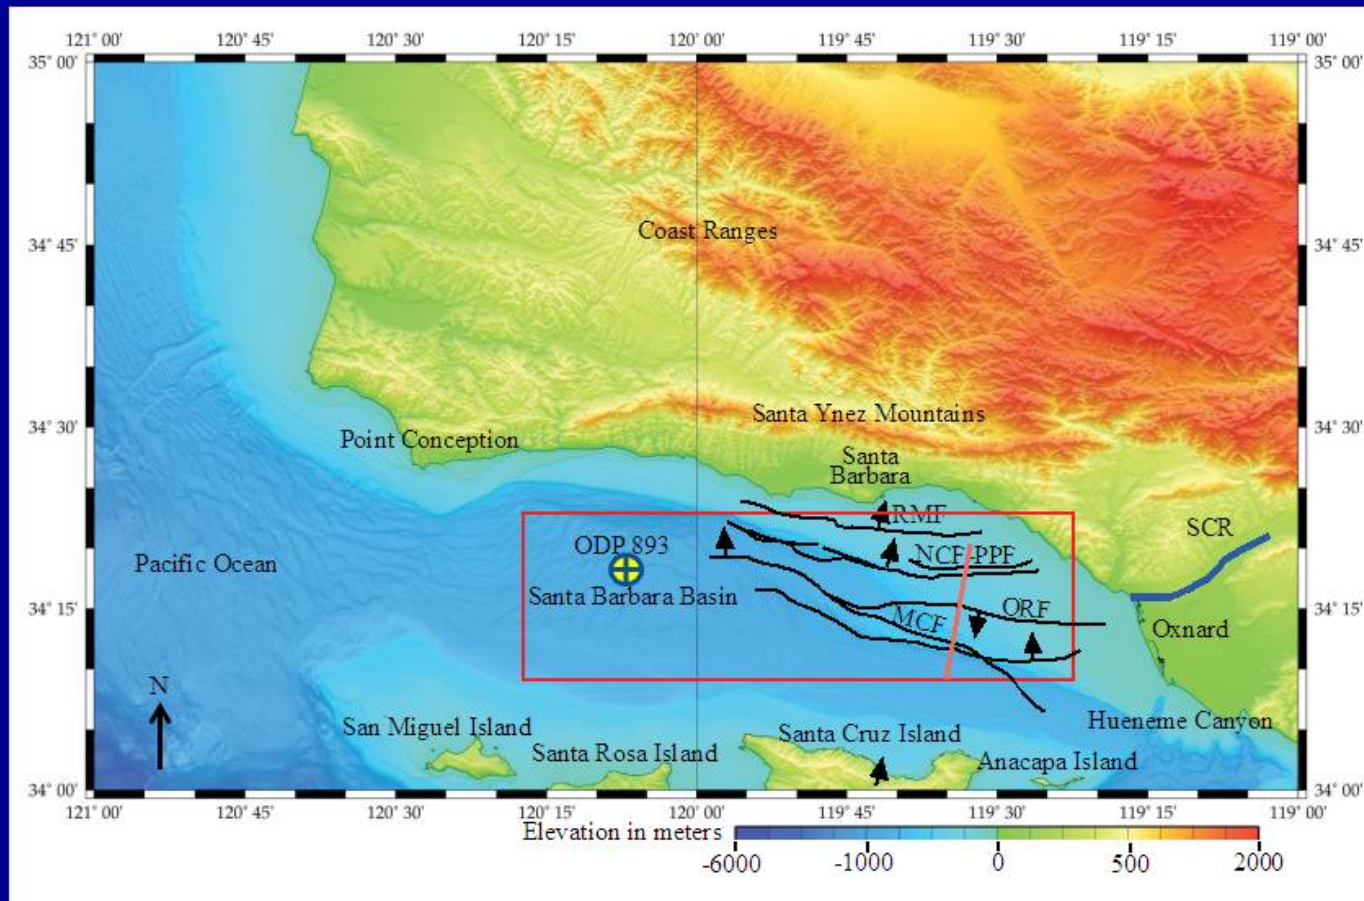 121° 00′ 120° 45′ 120° 30′ 120° 15′ 120° 00′ 119° 45′ 119° 30′ 119° 15′ 119° 00′
35° 00′ 35° 00′
Coast Ranges
34° 45′ 34° 45′
Santa Ynez Mountains
34° 30′ 34° 30′
Point Conception
Santa
Barbara
RMF
SCR
ODP 893
NCF-PPF
Pacific Ocean
Santa Barbara Basin
34° 15′ 34° 15′
MCF
ORF
Oxnard
N
Hueneme Canyon
San Miguel Island
Santa Cruz Island
Santa Rosa Island
Anacapa Island
34° 00′ 34° 00′
121° 00′ 120° 45′ 120° 30′ 120° 15′ 120° 00′ 119° 45′ 119° 30′ 119° 15′ 119° 00′
Elevation in meters
-6000 -1000 0 500 2000